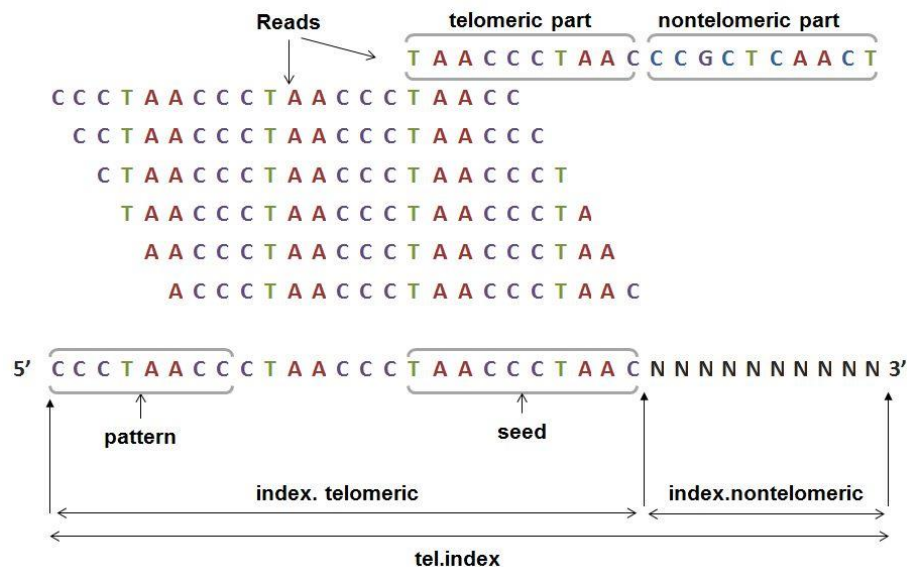 Reads telomeric part nontelomeric part
T A A C C C T A A C C C G C T C A A C T
C C C T A A C C C T A A C C C T A A C C
C C T A A C C C T A A C C C T A A C C C
C T A A C C C T A A C C C T A A C C C T
T A A C C C T A A C C C T A A C C C T A
A A C C C T A A C C C T A A C C C T A A
A C C C T A A C C C T A A C C C T A A C
5’ C C C T A A C C C T A A C C C T A A C C C T A A C N N N N N N N N N N 3’
pattern seed
index. telomeric index.nontelomeric
tel.index